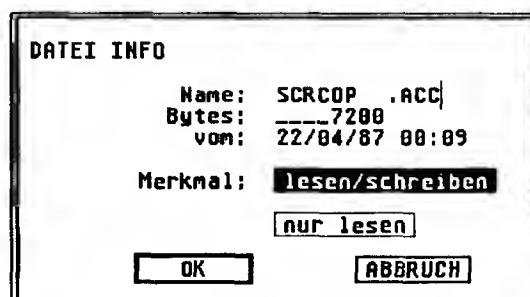 DATEI INFO
Name: SCRCOP .ACC
Bytes: ____7200
vom: 22/04/87 00:09
Merkmal: lesen/schreiben
nur lesen
OK ABBRUCH